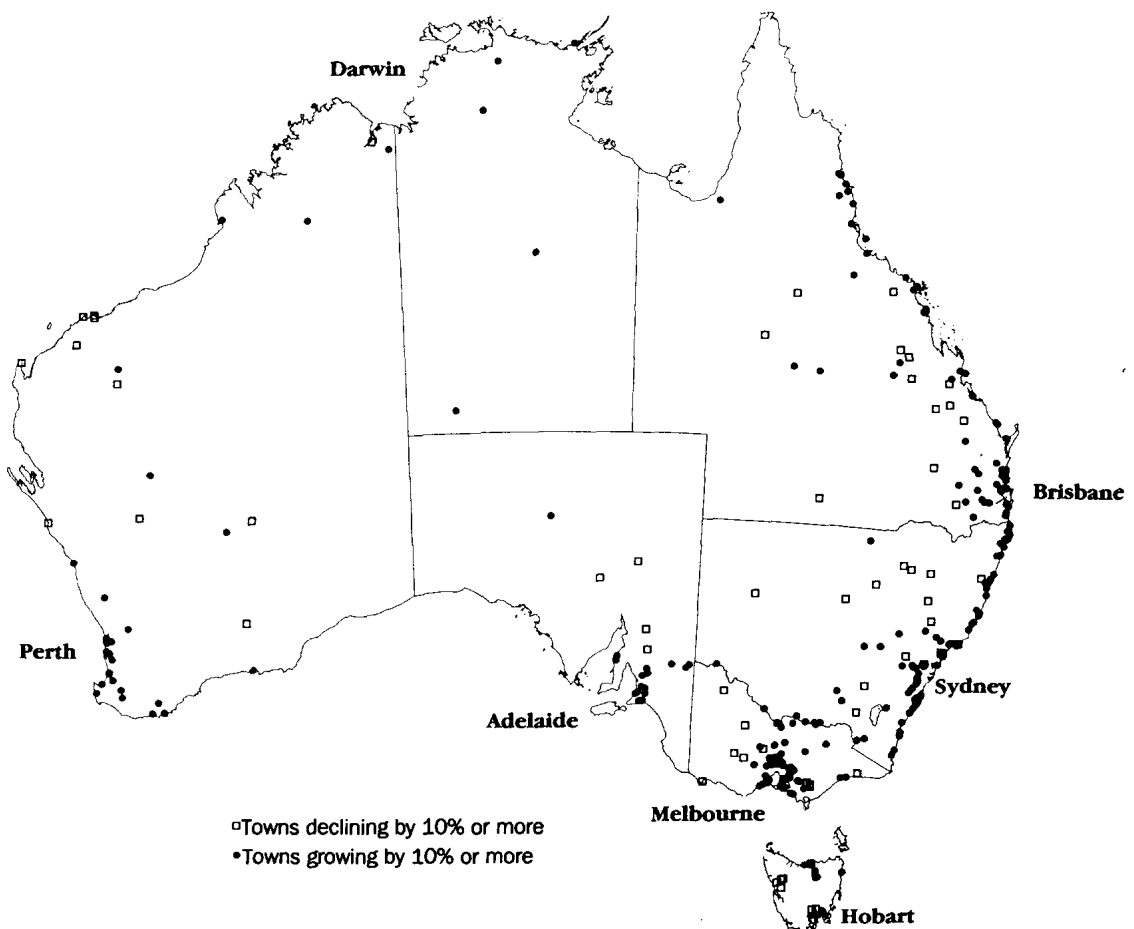 Darwin
Brisbane
Perth
Sydney
Adelaide
Melbourne
Towns declining by 10% or more
Towns growing by 10% or more
Hobart